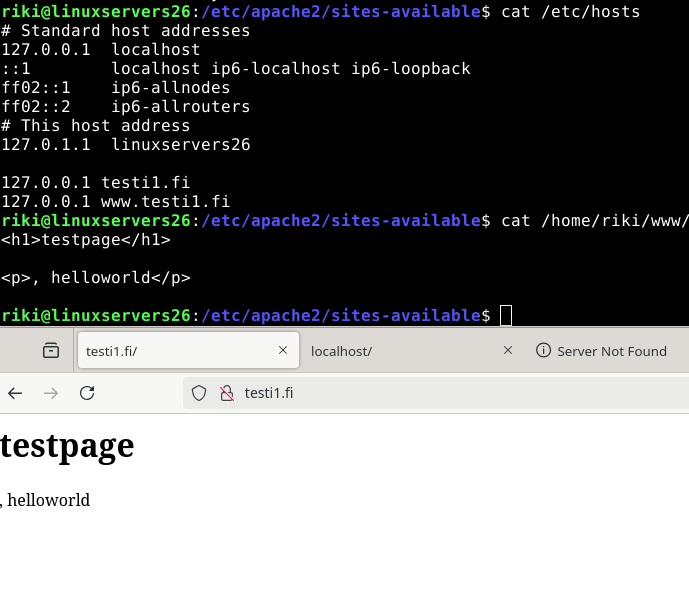 riki@linuxservers26:/etc/apache2/sites-available$ cat /etc/hosts
# Standard host addresses
127.0.0.1  localhost
::1        localhost ip6-localhost ip6-loopback
ff02::1    ip6-allnodes
ff02::2    ip6-allrouters
# This host address
127.0.1.1  linuxservers26
127.0.0.1 testi1.fi
127.0.0.1 www.testi1.fi
riki@linuxservers26:/etc/apache2/sites-available$ cat /home/riki/www/
<h1>testpage</h1>
<p>, helloworld</p>
riki@linuxservers26:/etc/apache2/sites-available$
testi1.fi/ localhost/ Server Not Found
testi1.fi
testpage
, helloworld